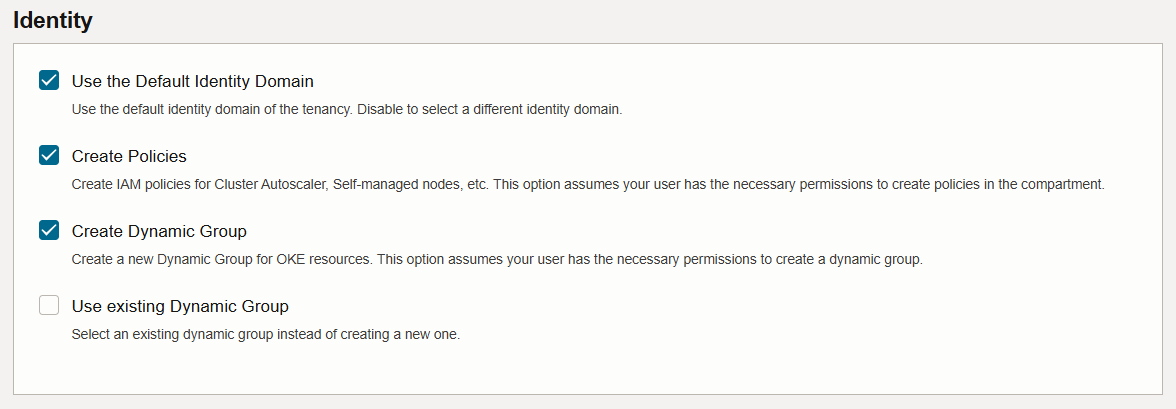 Identity
Use the Default Identity Domain
Use the default identity domain of the tenancy. Disable to select a different identity domain.
Create Policies
Create IAM policies for Cluster Autoscaler, Self-managed nodes, etc. This option assumes your user has the necessary permissions to create policies in the compartment.
Create Dynamic Group
Create a new Dynamic Group for OKE resources. This option assumes your user has the necessary permissions to create a dynamic group.
Use existing Dynamic Group
Select an existing dynamic group instead of creating a new one.